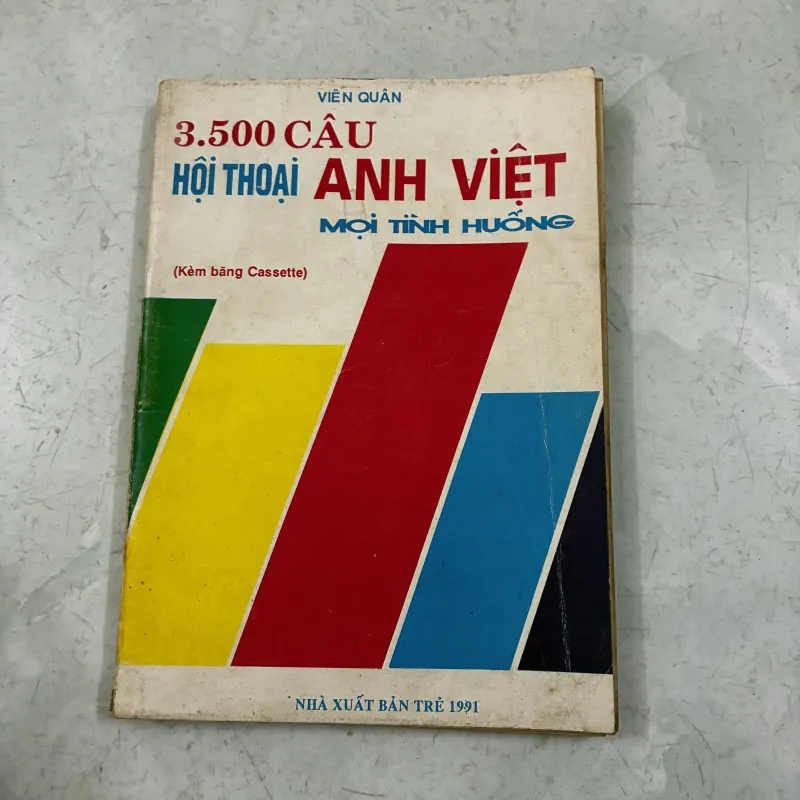 VIÊN QUÂN
3.500 CÂU
HỘI THOẠI ANH VIỆT
MỌI TÌNH HUỐNG
(Kèm băng Cassette)
NHÀ XUẤT BẢN TRẺ 1991